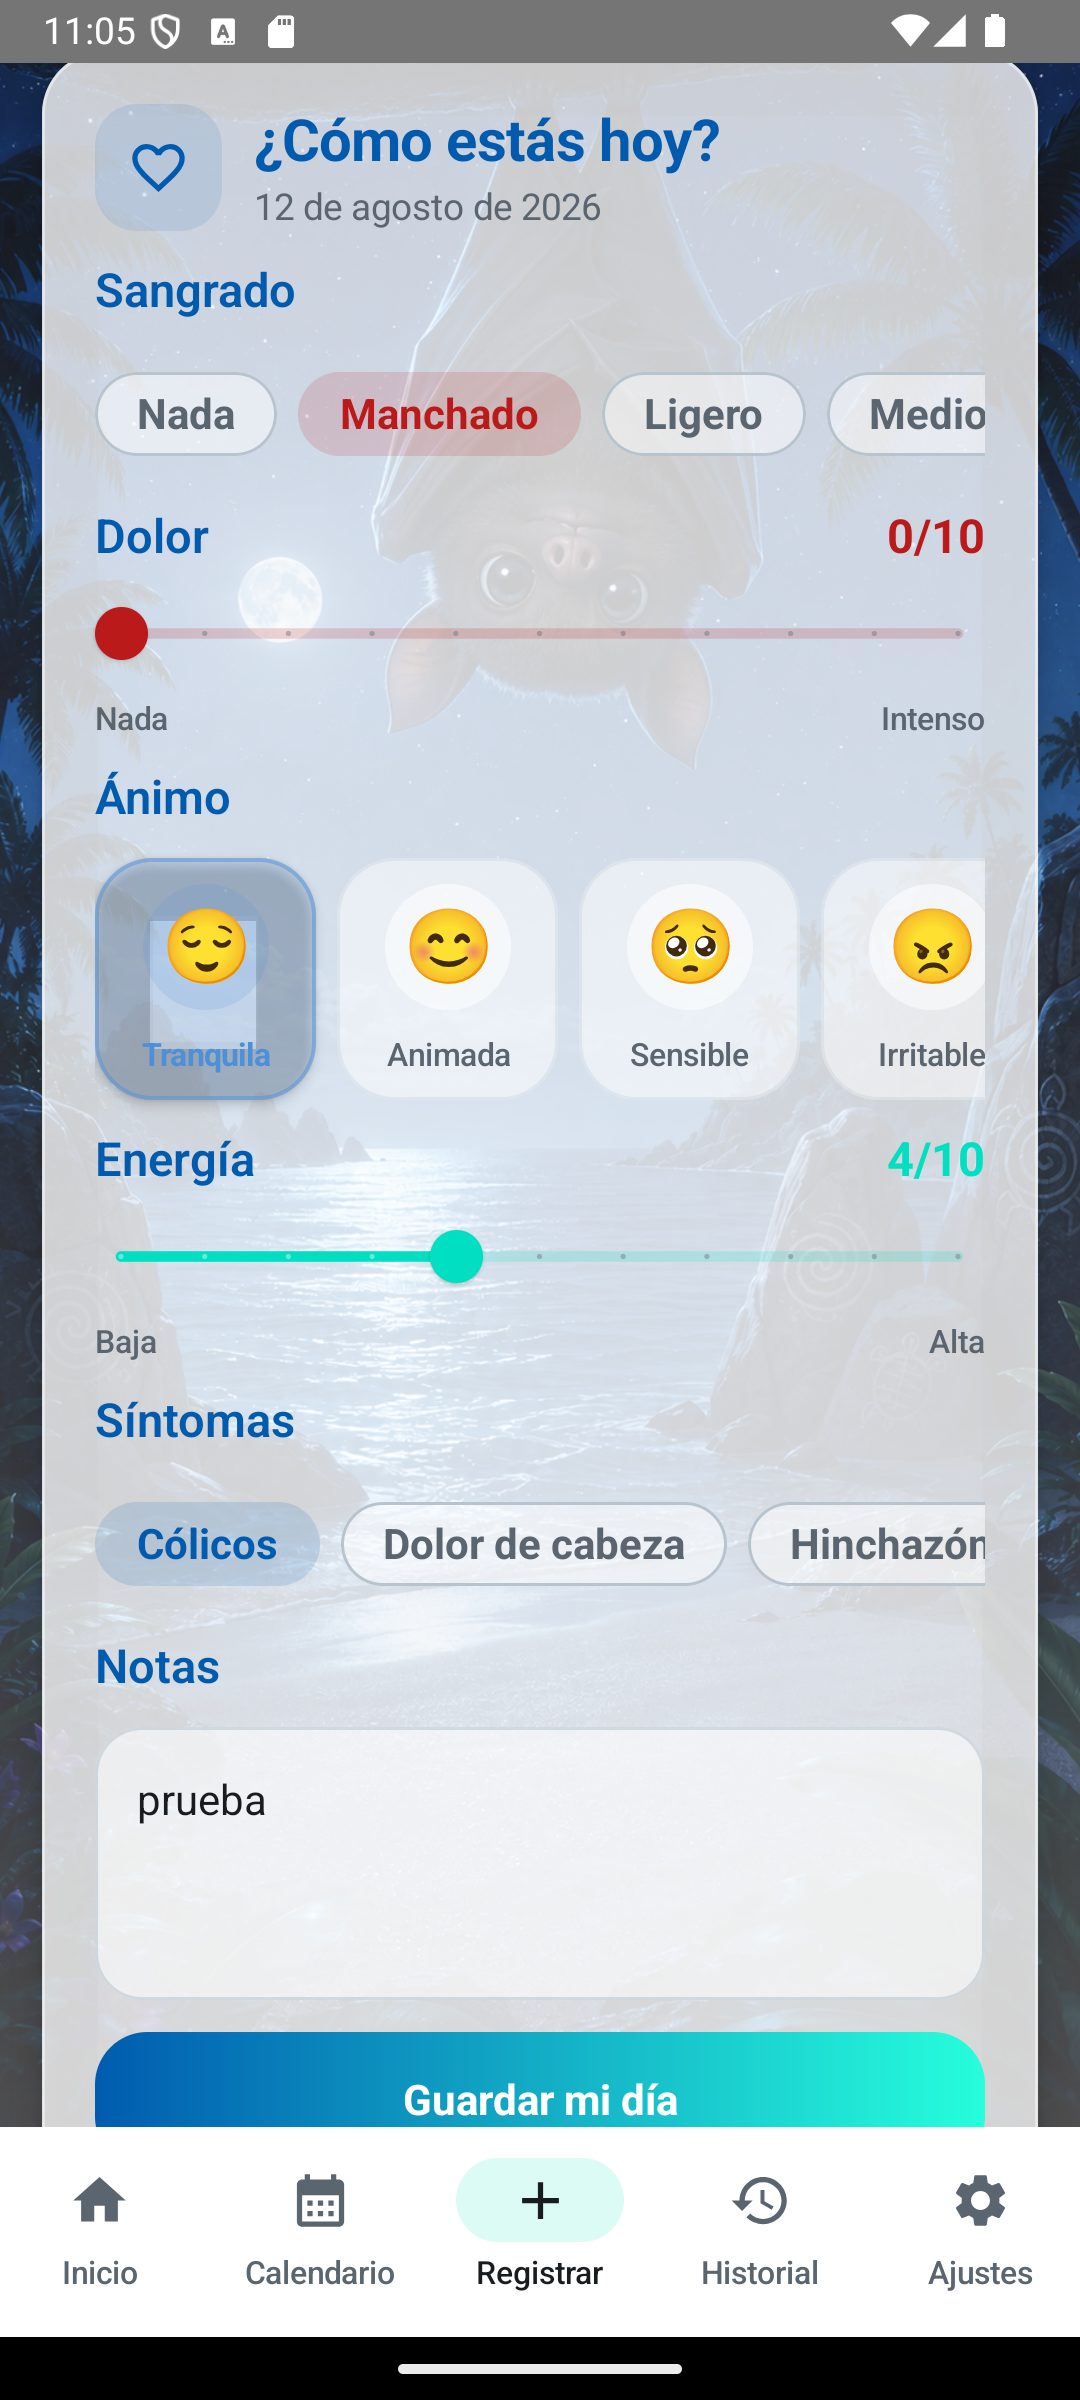 11:05
¿Cómo estás hoy?
12 de agosto de 2026
Sangrado
Nada Manchado Ligero Medio
Dolor 0/10
Nada Intenso
Ánimo
Tranquila Animada Sensible Irritable
Energía 4/10
Baja Alta
Síntomas
Cólicos Dolor de cabeza Hinchazón
Notas
prueba
Guardar mi día
Inicio Calendario Registrar Historial Ajustes